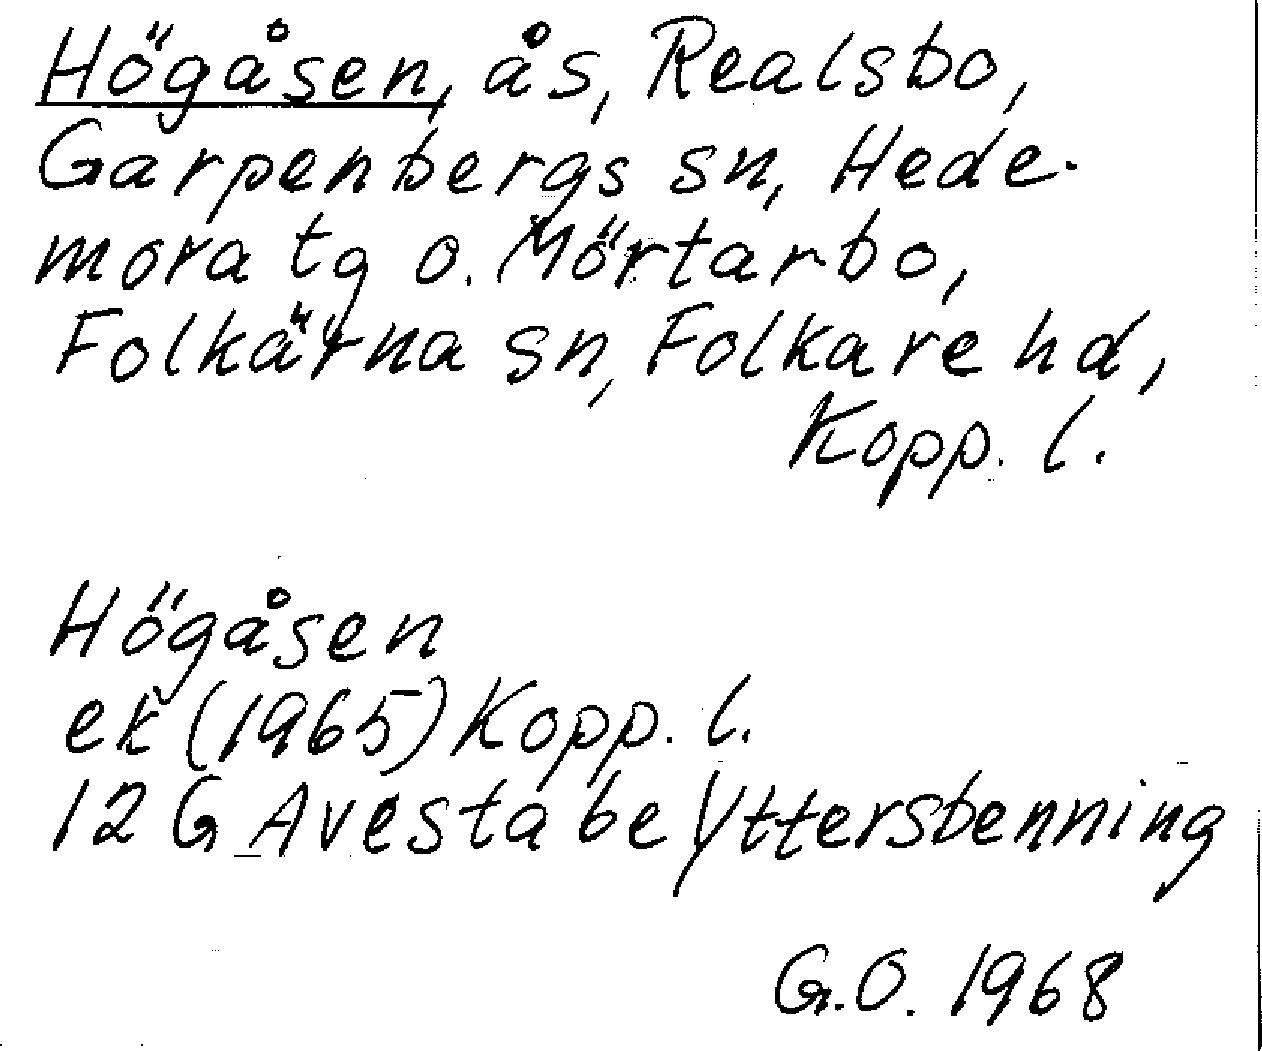 Högåsen, ås, Realsbo,
Garpenbergs sn, Hede-
mora tg o. Mörtarbo,
Folkärna sn, Folkare hd,
Kopp. l.
Högåsen
ek (1965) Kopp. l.
12 G Avesta be Yttersbenning
G.O. 1968